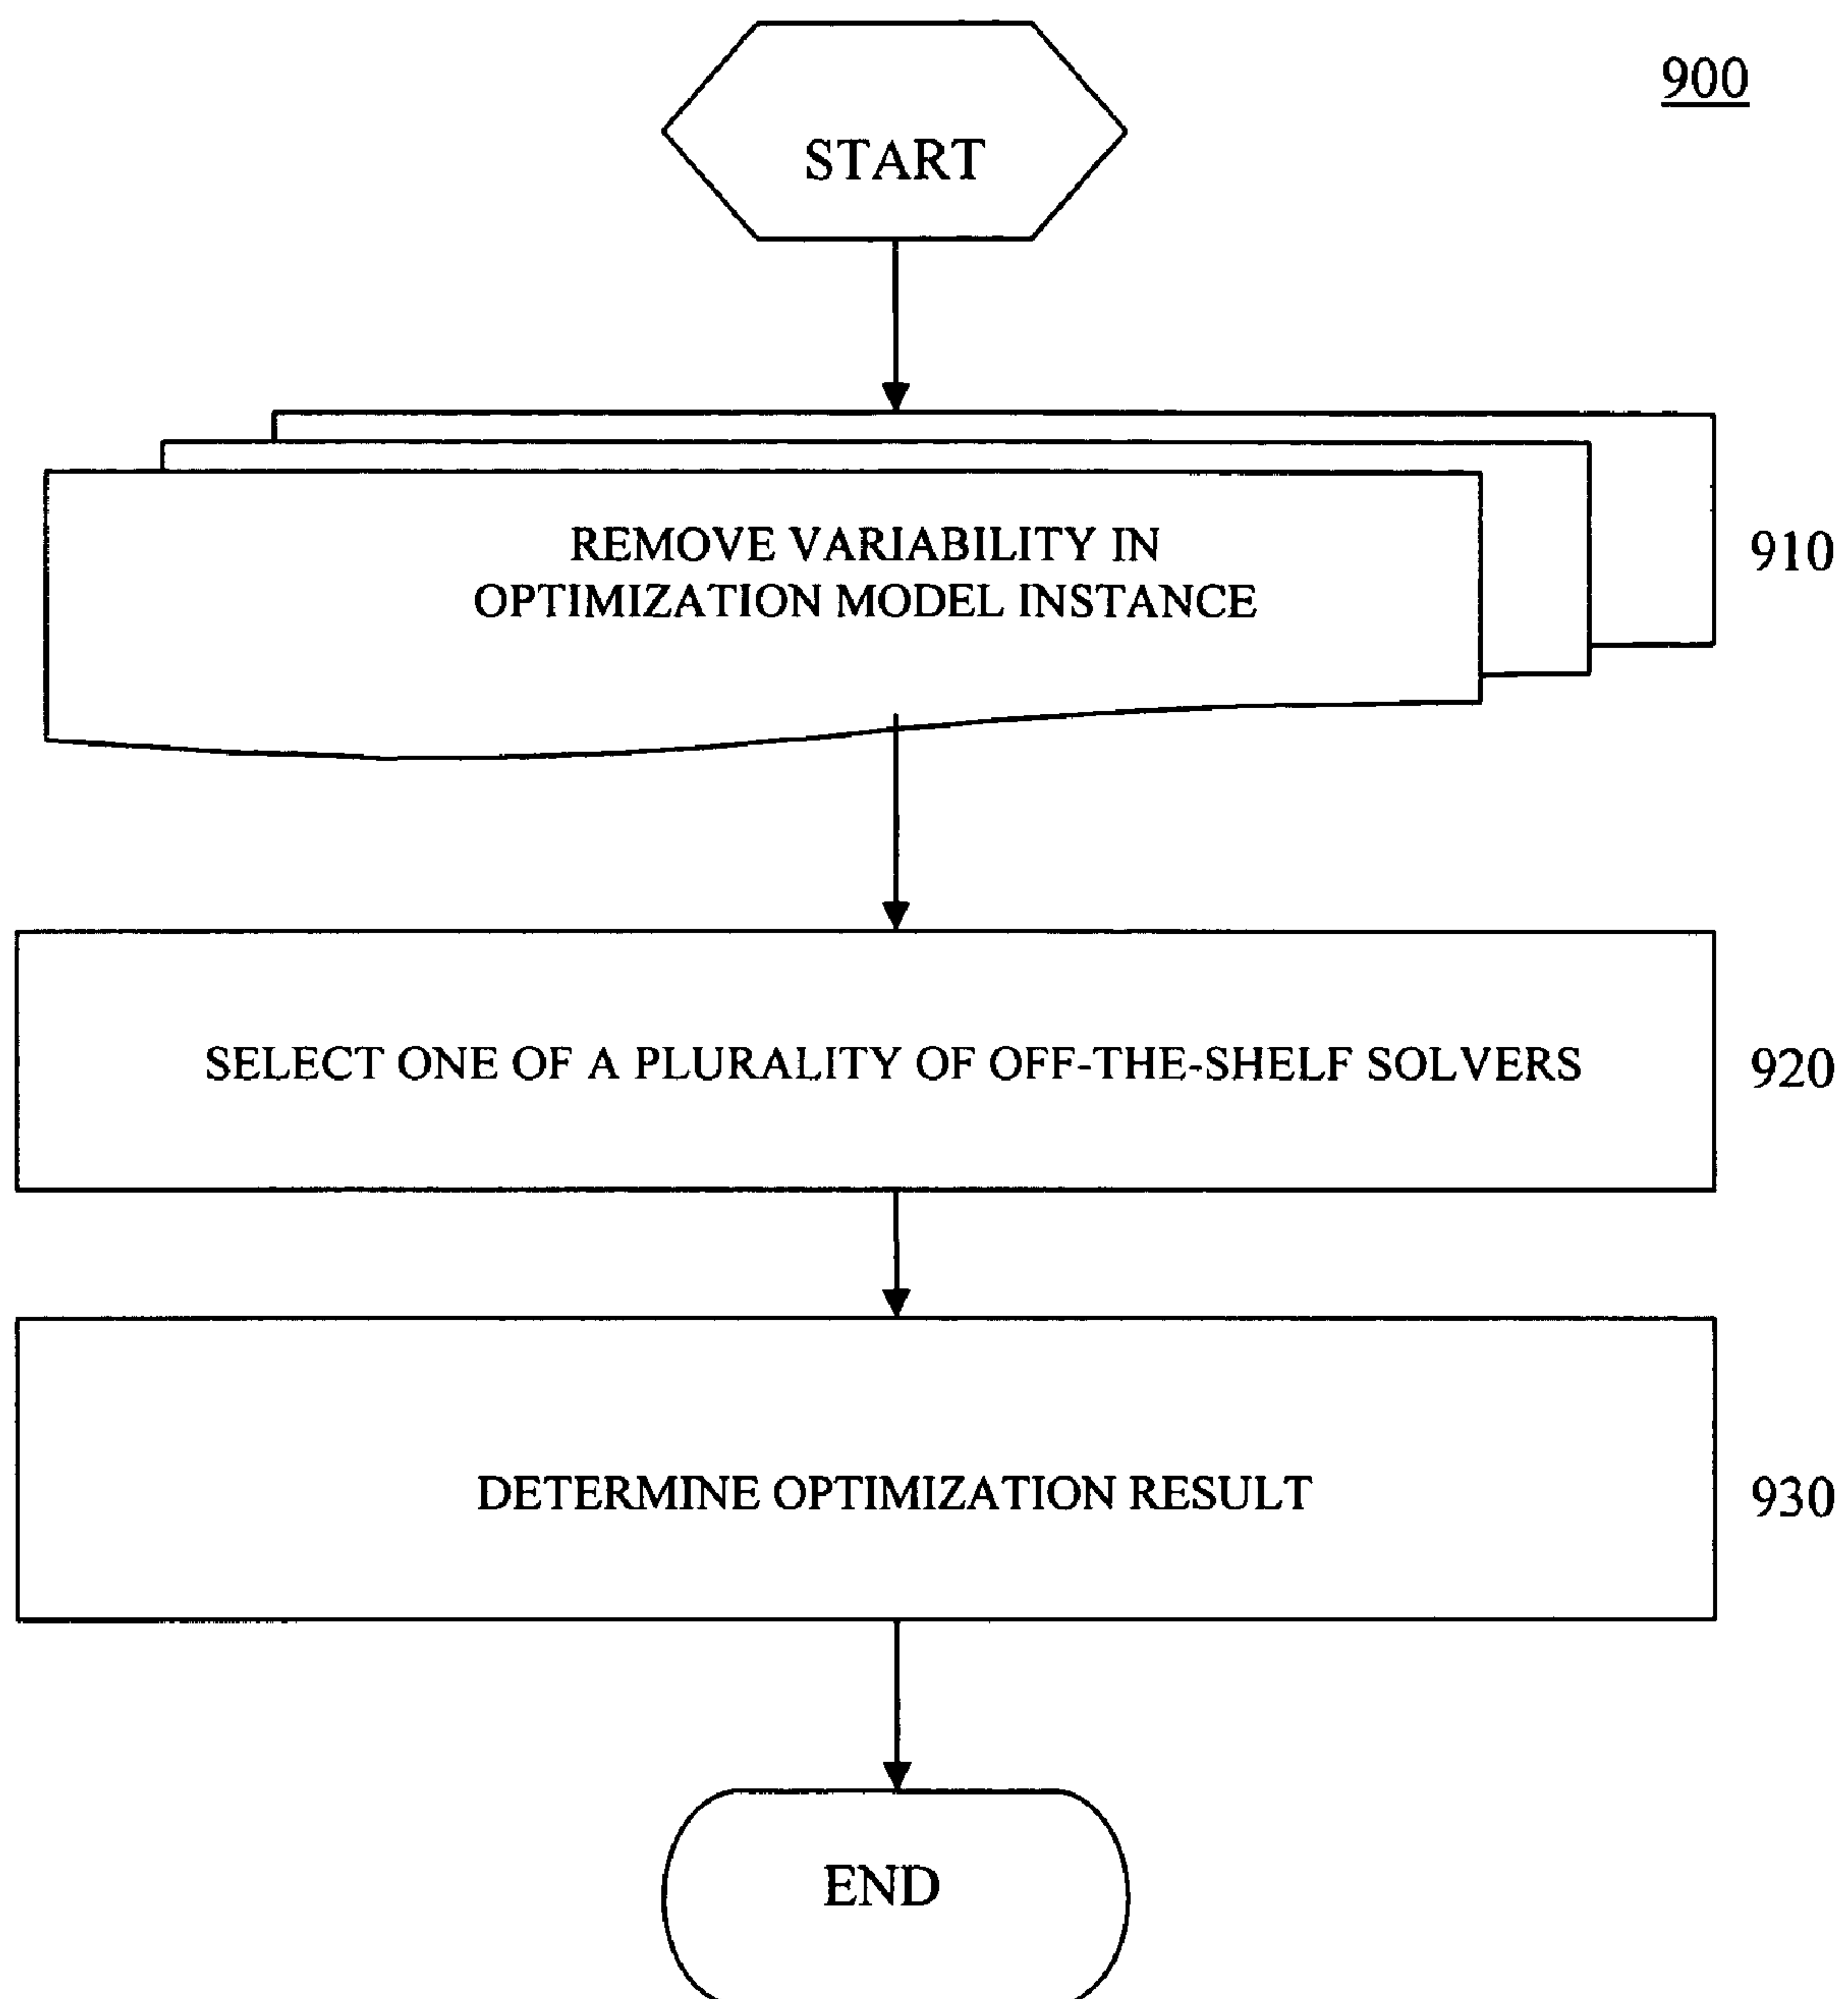 900
START
REMOVE VARIABILITY IN
OPTIMIZATION MODEL INSTANCE
910
SELECT ONE OF A PLURALITY OF OFF-THE-SHELF SOLVERS
920
DETERMINE OPTIMIZATION RESULT
930
END